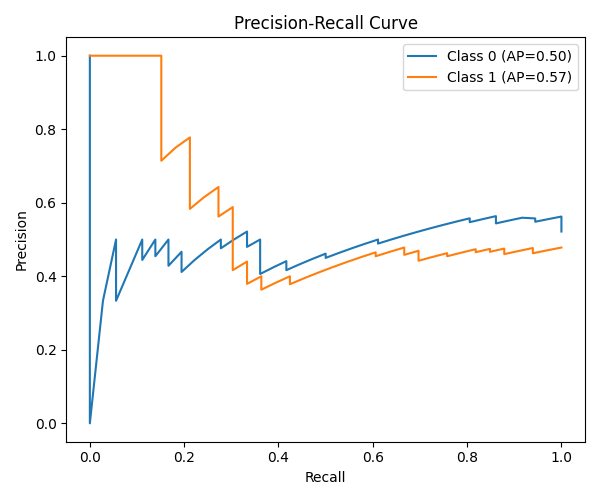 Precision-Recall Curve
Class 0 (AP=0.50)
Class 1 (AP=0.57)
Precision
1.0
0.8
0.6
0.4
0.2
0.0
0.0 0.2 0.4 0.6 0.8 1.0
Recall